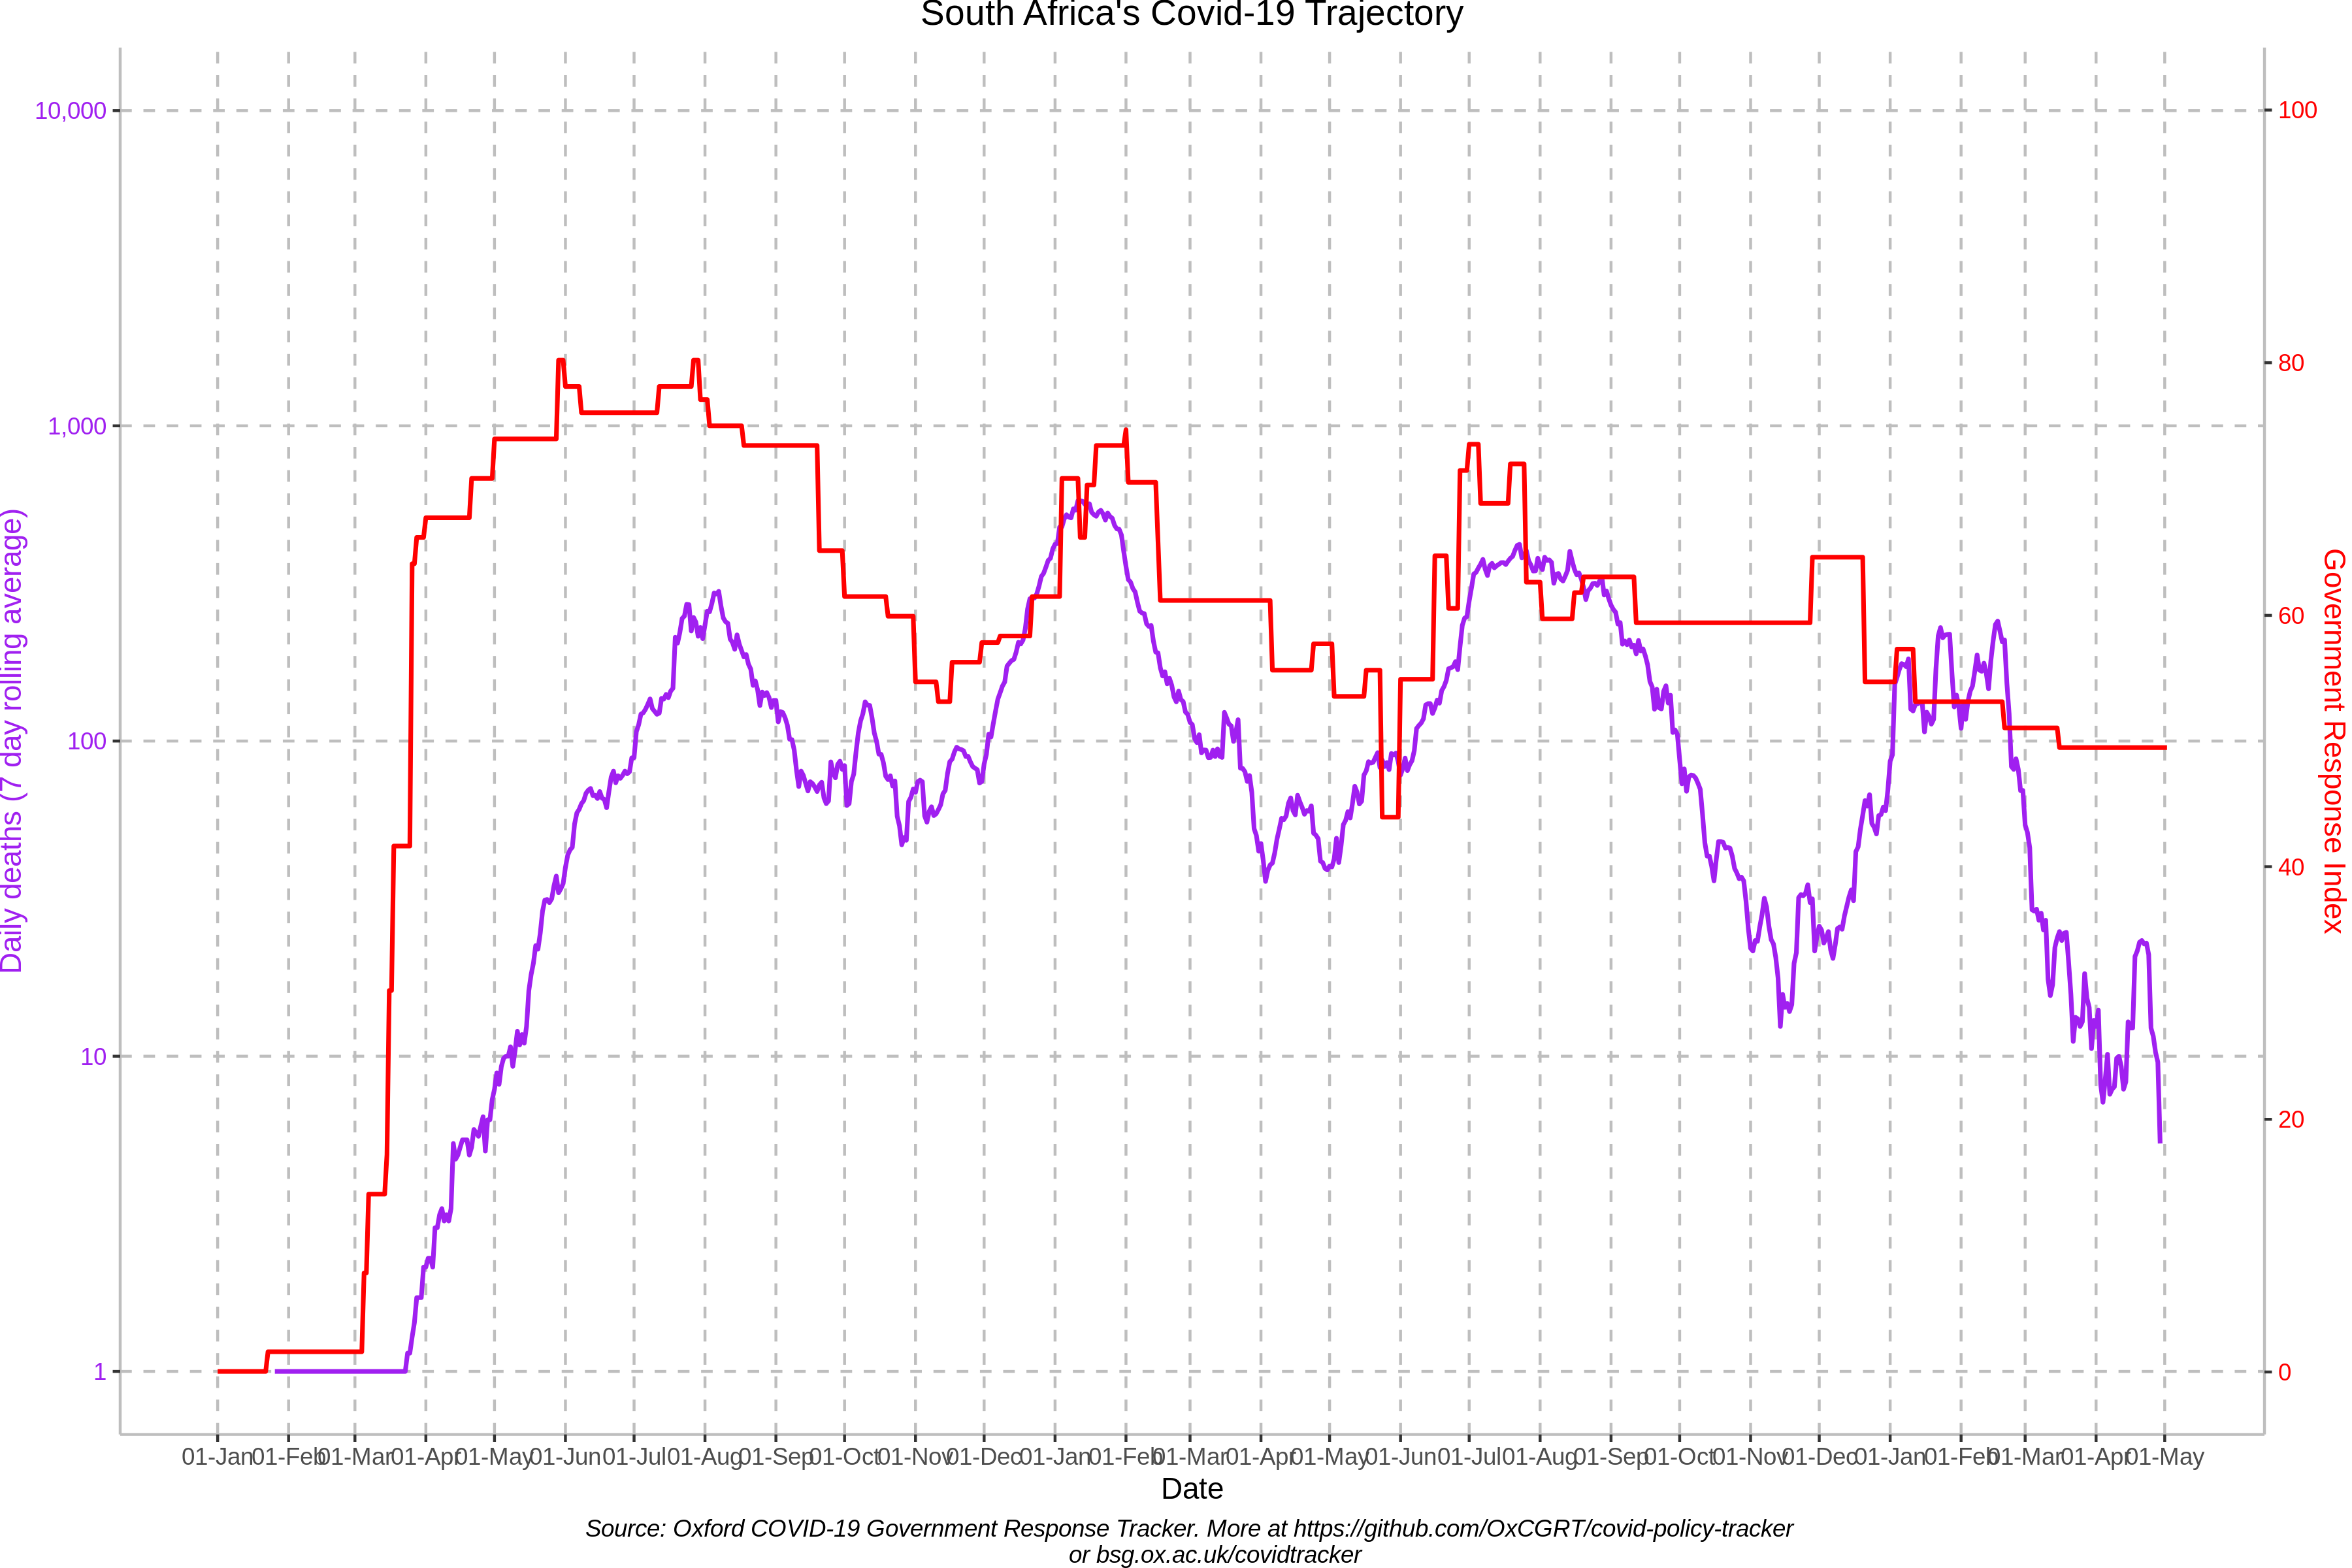 South Africa's Covid-19 Trajectory
10,000
1,000
100
10
1
Daily deaths (7 day rolling average)
100
80
60
40
20
0
Government Response Index
01-Jan 01-Feb 01-Mar 01-Apr 01-May 01-Jun 01-Jul 01-Aug 01-Sep 01-Oct 01-Nov 01-Dec 01-Jan 01-Feb 01-Mar 01-Apr 01-May 01-Jun 01-Jul 01-Aug 01-Sep 01-Oct 01-Nov 01-Dec 01-Jan 01-Feb 01-Mar 01-Apr 01-May
Date
Source: Oxford COVID-19 Government Response Tracker. More at https://github.com/OxCGRT/covid-policy-tracker
or bsg.ox.ac.uk/covidtracker